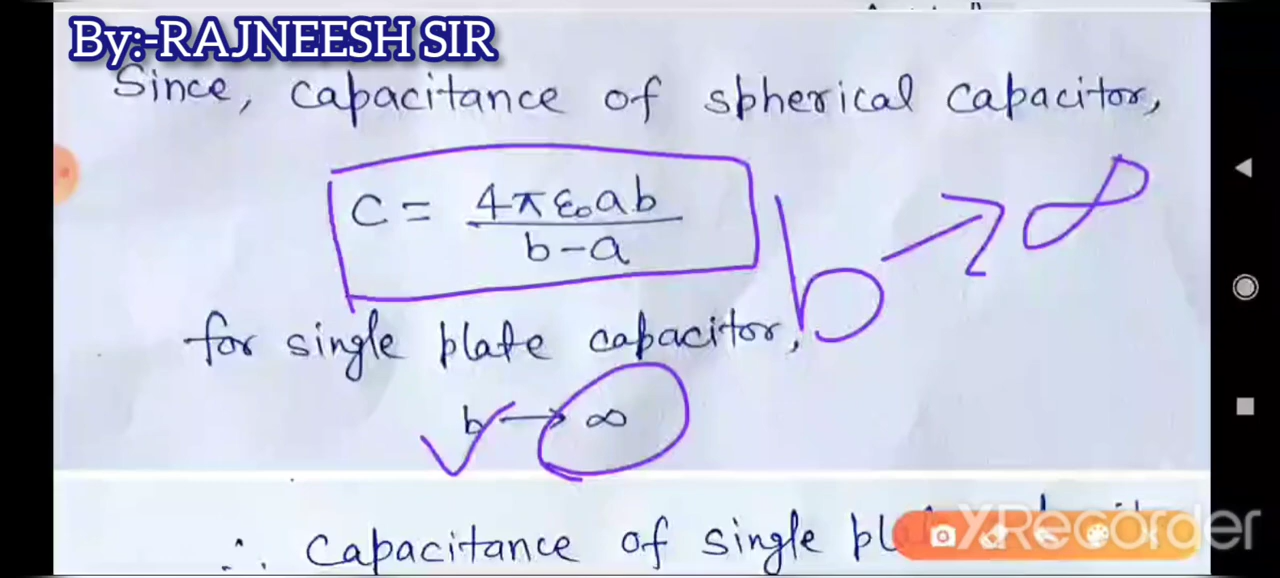 By:-RAJNEESH SIR
Since, capacitance of spherical capacitor,
C = 4πε₀ab / b-a
b → ∞
for single plate capacitor,
b → ∞
∴ capacitance of single
XRecorder